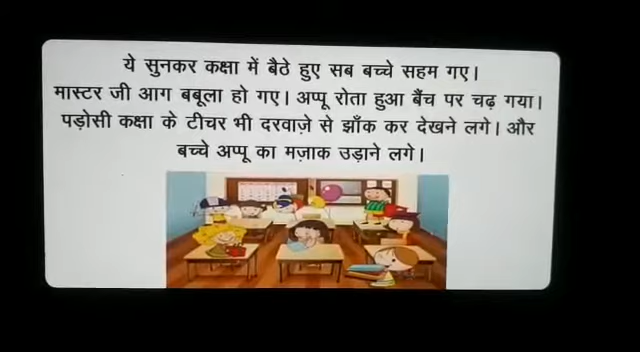 ये सुनकर कक्षा में बैठे हुए सब बच्चे सहम गए।
मास्टर जी आग बबूला हो गए। अप्पू रोता हुआ बैंच पर चढ़ गया।
पड़ोसी कक्षा के टीचर भी दरवाज़े से झाँक कर देखने लगे। और
बच्चे अप्पू का मज़ाक उड़ाने लगे।